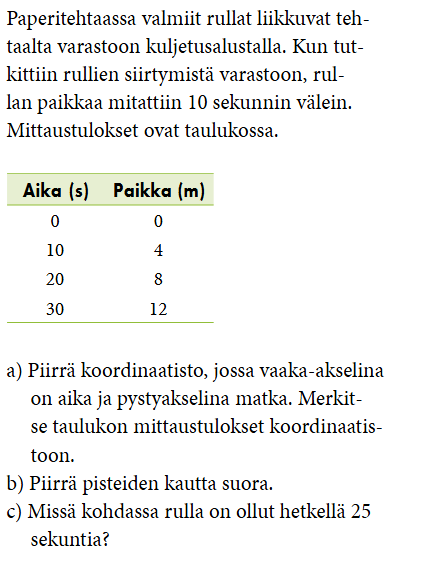 Paperitehtaassa valmiit rullat liikkuvat teh-
taalta varastoon kuljetusalustalla. Kun tut-
kittiin rullien siirtymistä varastoon, rul-
lan paikkaa mitattiin 10 sekunnin välein.
Mittaustulokset ovat taulukossa.
Aika (s) Paikka (m)
0 0
10 4
20 8
30 12
a) Piirrä koordinaatisto, jossa vaaka-akselina
on aika ja pystyakselina matka. Merkit-
se taulukon mittaustulokset koordinaatis-
toon.
b) Piirrä pisteiden kautta suora.
c) Missä kohdassa rulla on ollut hetkellä 25
sekuntia?